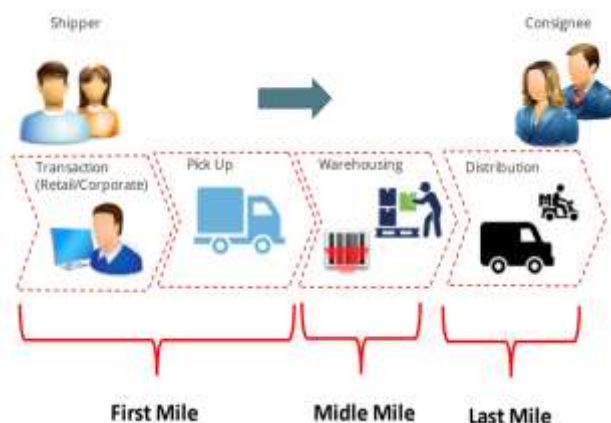 Shipper
Consignee
Transaction
(Retail/Corporate)
Pick Up
Warehousing
Distribution
First Mile
Midle Mile
Last Mile